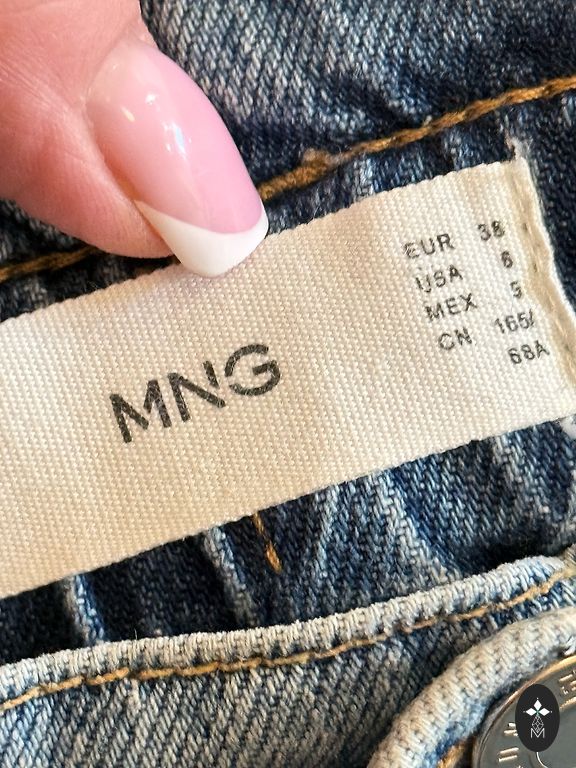 MNG
EUR 38
USA 6
MEX 5
CN 165/
68A